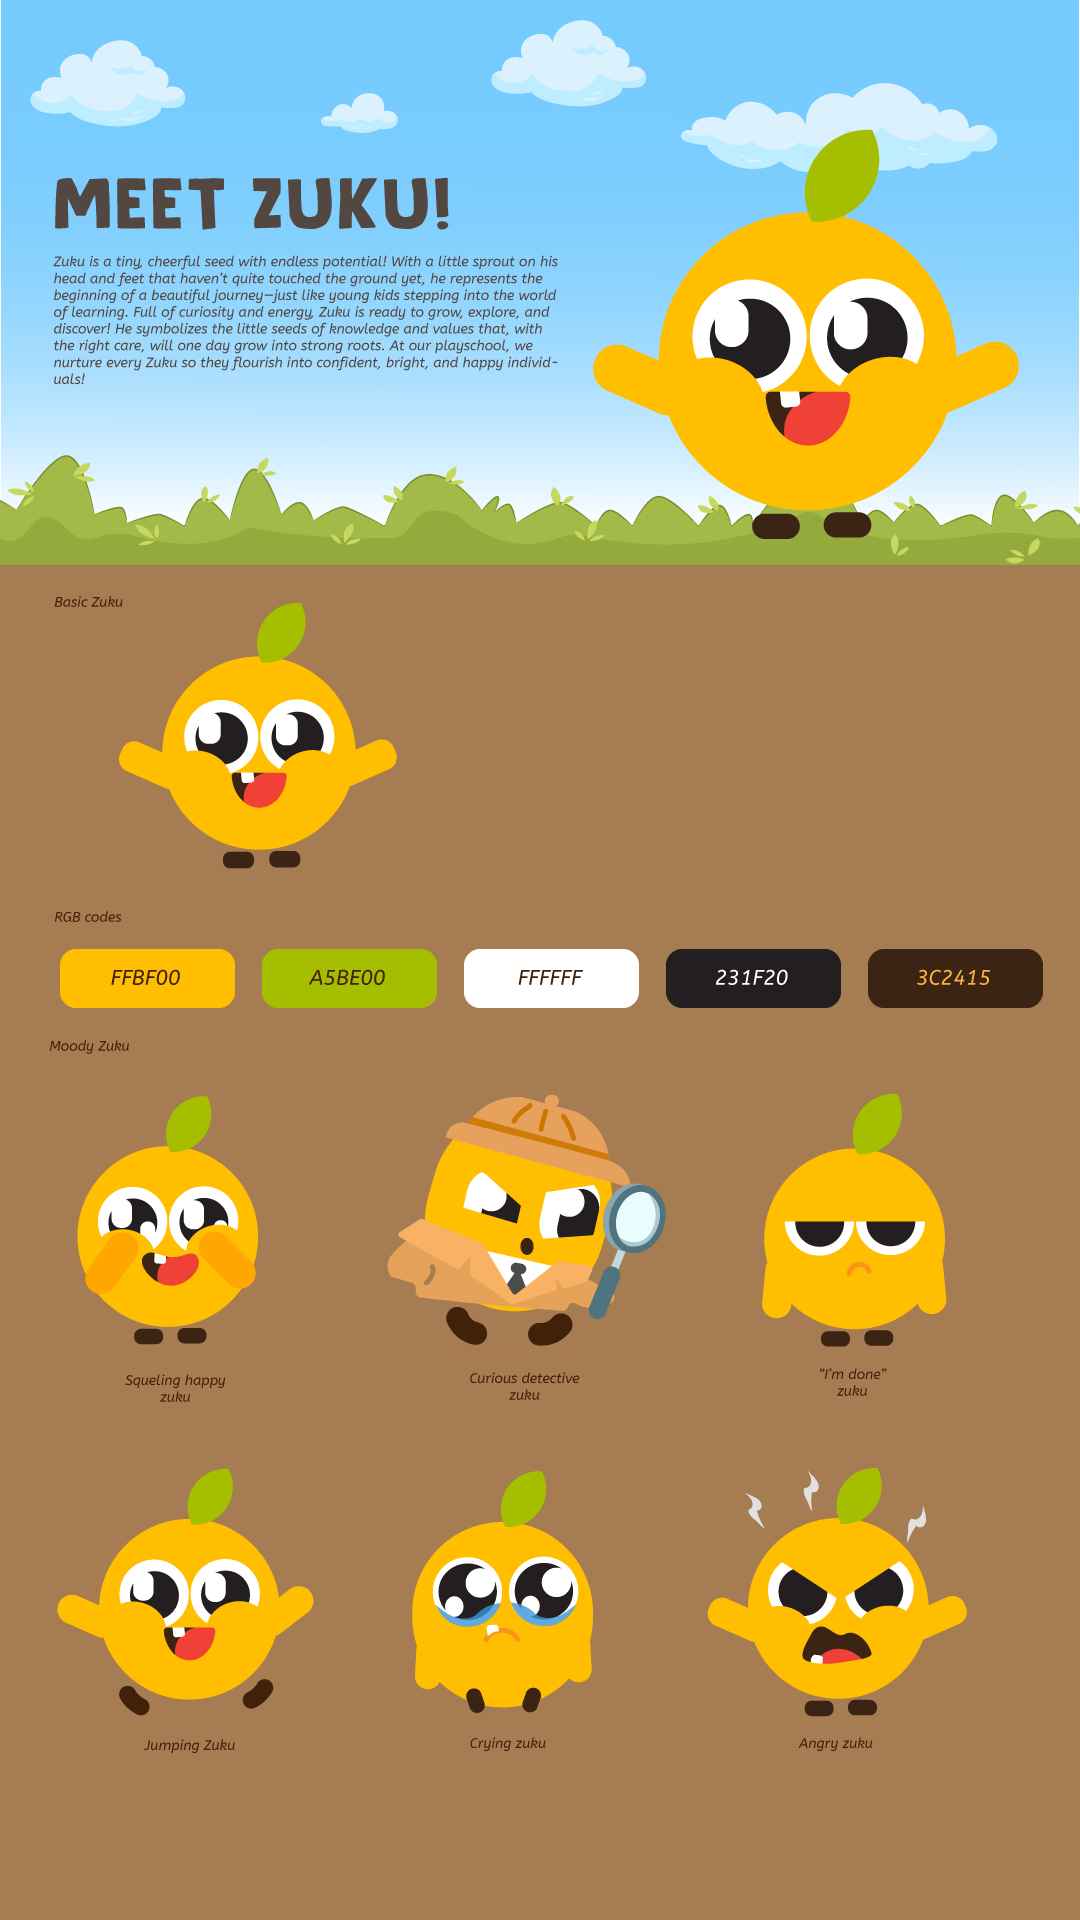 MEET ZUKU!
Zuku is a tiny, cheerful seed with endless potential! With a little sprout on his
head and feet that haven't quite touched the ground yet, he represents the
beginning of a beautiful journey—just like young kids stepping into the world
of learning. Full of curiosity and energy, Zuku is ready to grow, explore, and
discover! He symbolizes the little seeds of knowledge and values that, with
the right care, will one day grow into strong roots. At our playschool, we
nurture every Zuku so they flourish into confident, bright, and happy individ-
uals!
Basic Zuku
RGB codes
FFBF00
A5BE00
FFFFFF
231F20
3C2415
Moody Zuku
Squeling happy
zuku
Curious detective
zuku
"I'm done"
zuku
Jumping Zuku
Crying zuku
Angry zuku